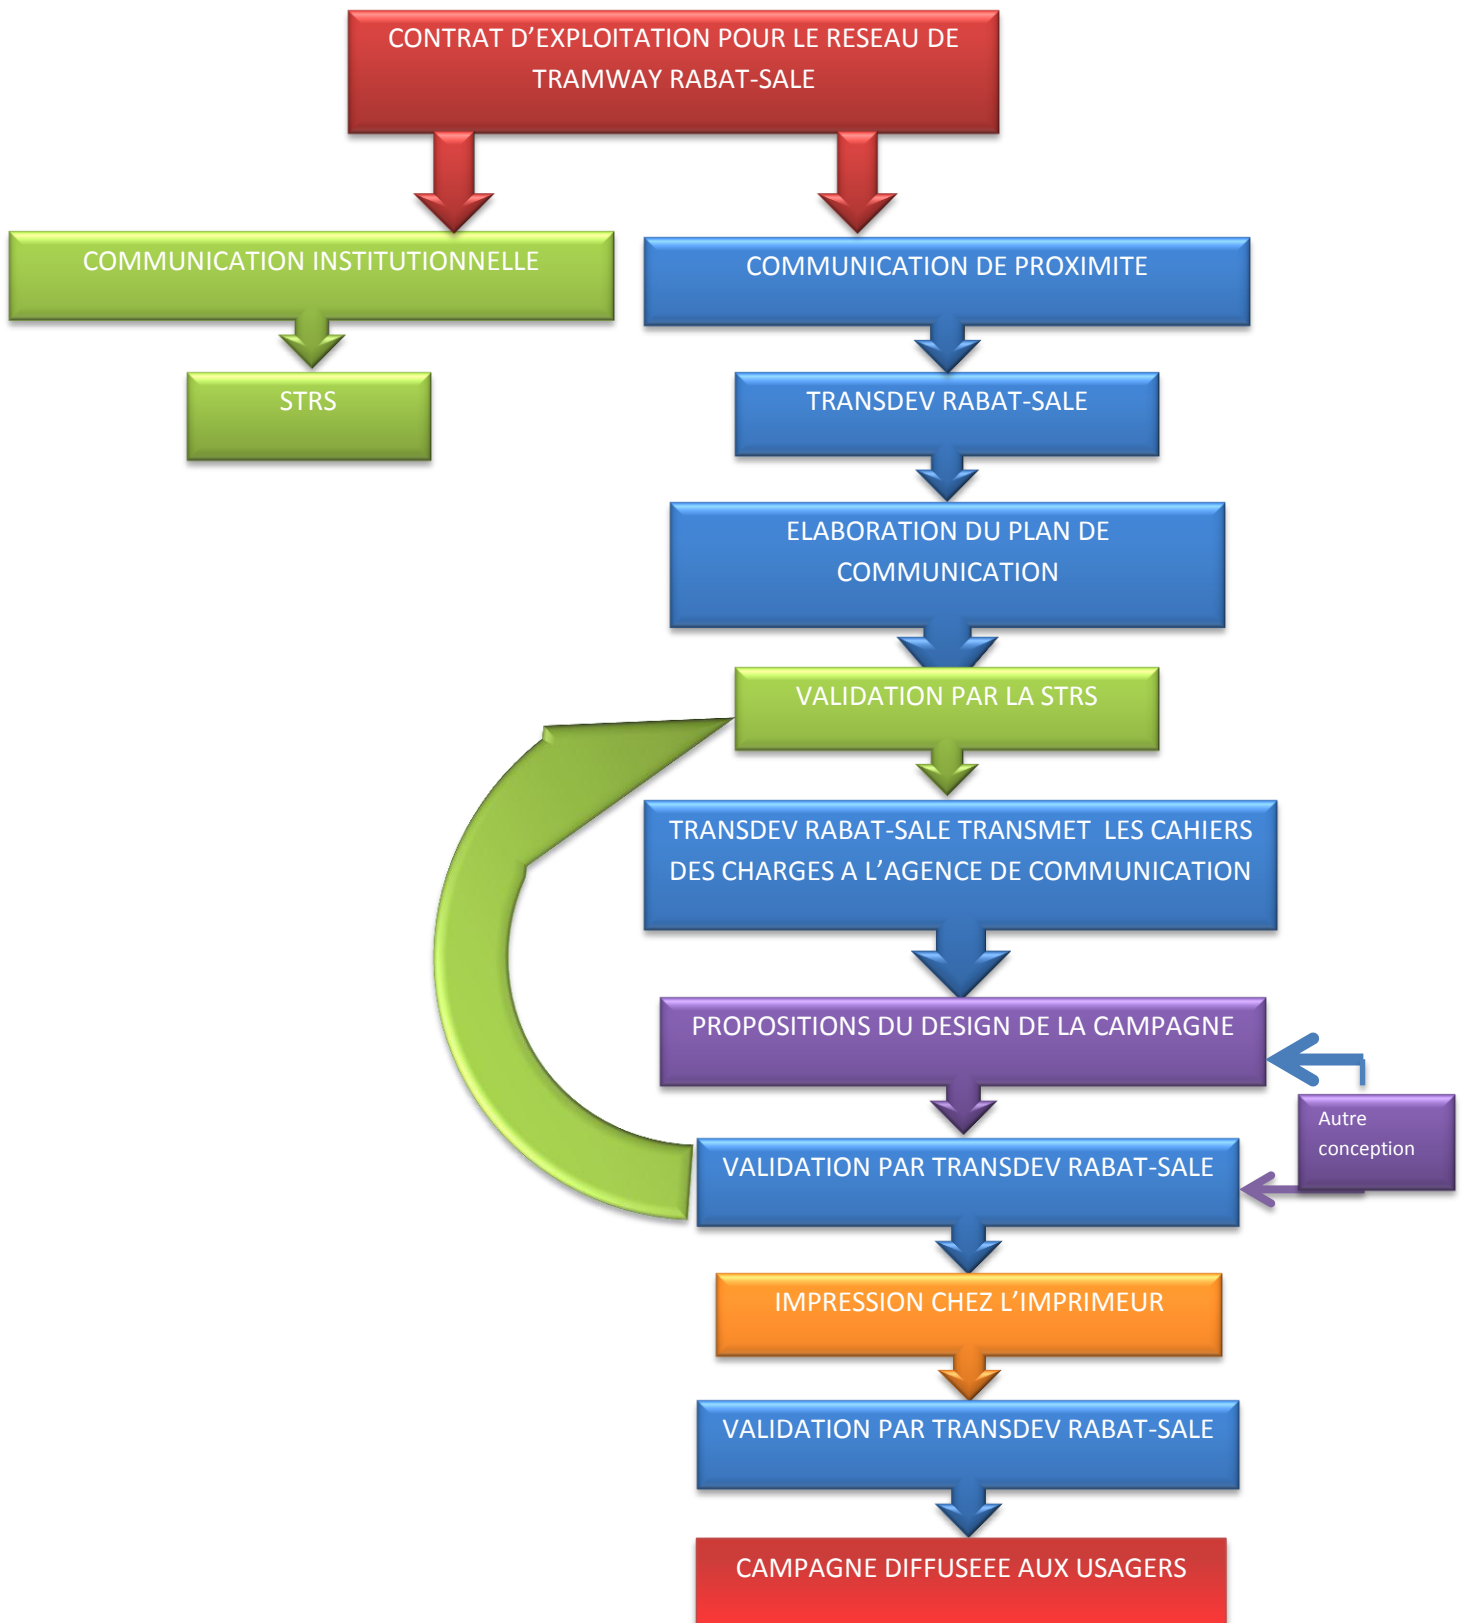 CONTRAT D’EXPLOITATION POUR LE RESEAU DE
TRAMWAY RABAT-SALE
COMMUNICATION INSTITUTIONNELLE
COMMUNICATION DE PROXIMITE
STRS
TRANSDEV RABAT-SALE
ELABORATION DU PLAN DE
COMMUNICATION
VALIDATION PAR LA STRS
TRANSDEV RABAT-SALE TRANSMET LES CAHIERS
DES CHARGES A L’AGENCE DE COMMUNICATION
PROPOSITIONS DU DESIGN DE LA CAMPAGNE
Autre
conception
VALIDATION PAR TRANSDEV RABAT-SALE
IMPRESSION CHEZ L’IMPRIMEUR
VALIDATION PAR TRANSDEV RABAT-SALE
CAMPAGNE DIFFUSEEE AUX USAGERS